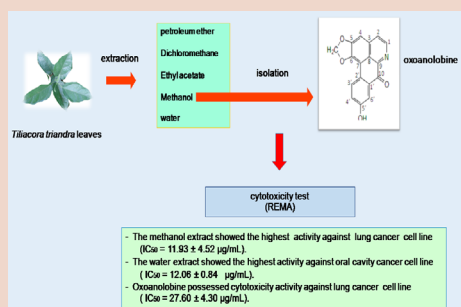 petroleum ether
extraction
Dichloromethane
Ethyl acetate
isolation
Methanol
water
oxoanolobine
H₂C
O
O
N
O
OH
Tiliacora triandra leaves
cytotoxicity test
(REMA)
- The methanol extract showed the highest activity against lung cancer cell line
(IC₅₀ = 11.93 ± 4.52 µg/mL).
- The water extract showed the highest activity against oral cavity cancer cell line
( IC₅₀ = 12.06 ± 0.84 µg/mL).
- Oxoanolobine possessed cytotoxicity activity against lung cancer cell line
( IC₅₀ = 27.60 ± 4.30 µg/mL).